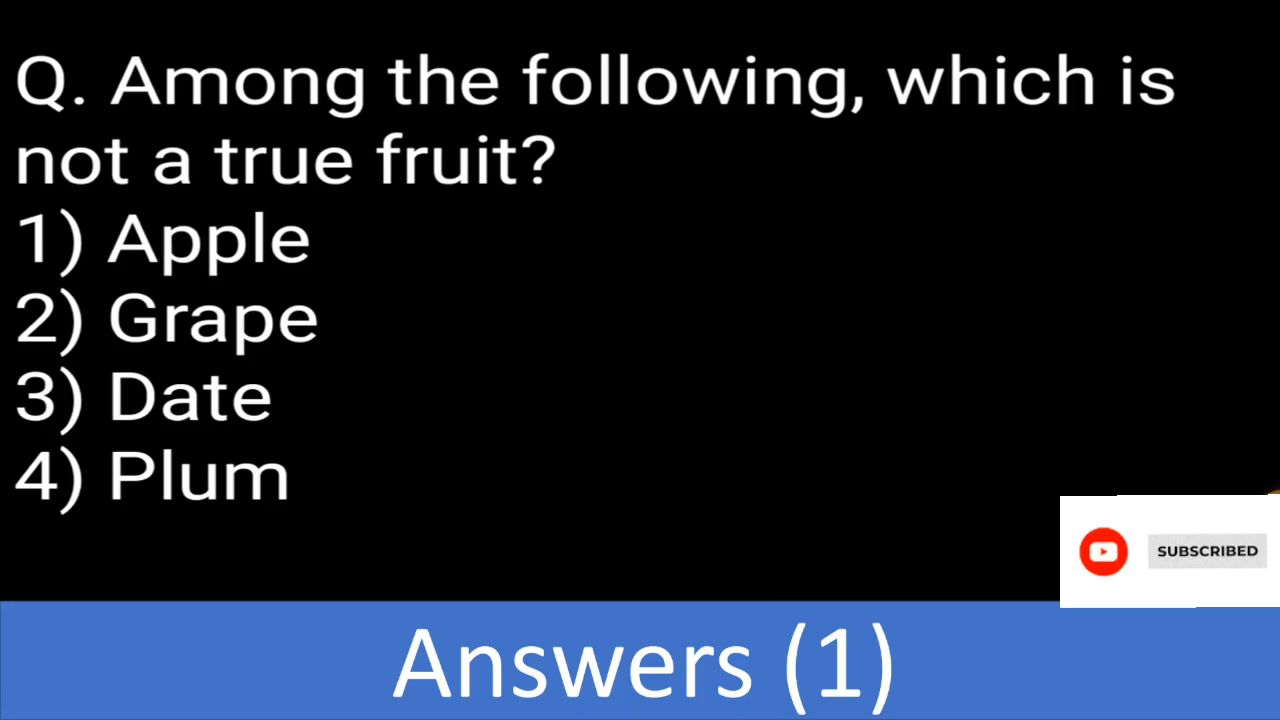 Q. Among the following, which is
not a true fruit?
1) Apple
2) Grape
3) Date
4) Plum
SUBSCRIBED
Answers (1)